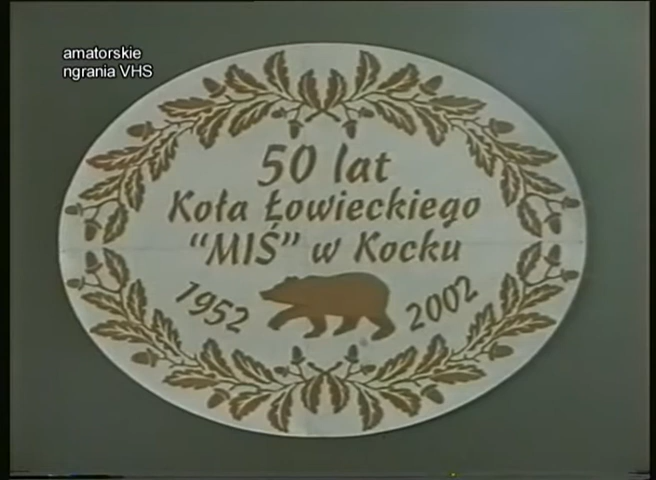 amatorskie
ngrania VHS
50 lat
Koła Łowieckiego
“MIŚ” w Kocku
1952 2002